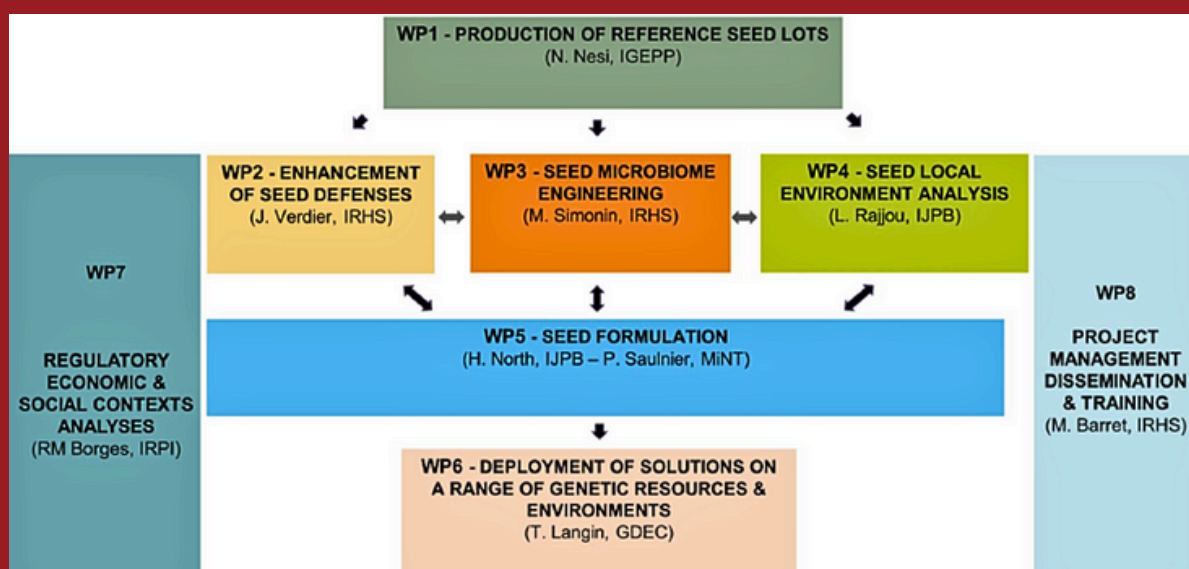 WP1 - PRODUCTION OF REFERENCE SEED LOTS
(N. Nesi, IGEPP)
WP2 - ENHANCEMENT
OF SEED DEFENSES
(J. Verdier, IRHS)
WP3 - SEED MICROBIOME
ENGINEERING
(M. Simonin, IRHS)
WP4 - SEED LOCAL
ENVIRONMENT ANALYSIS
(L. Rajjou, IJPB)
WP7
REGULATORY
ECONOMIC &
SOCIAL CONTEXTS
ANALYSES
(RM Borges, IRPI)
WP5 - SEED FORMULATION
(H. North, IJPB – P. Saulnier, MiNT)
WP8
PROJECT
MANAGEMENT
DISSEMINATION
& TRAINING
(M. Barret, IRHS)
WP6 - DEPLOYMENT OF SOLUTIONS ON
A RANGE OF GENETIC RESOURCES &
ENVIRONMENTS
(T. Langin, GDEC)